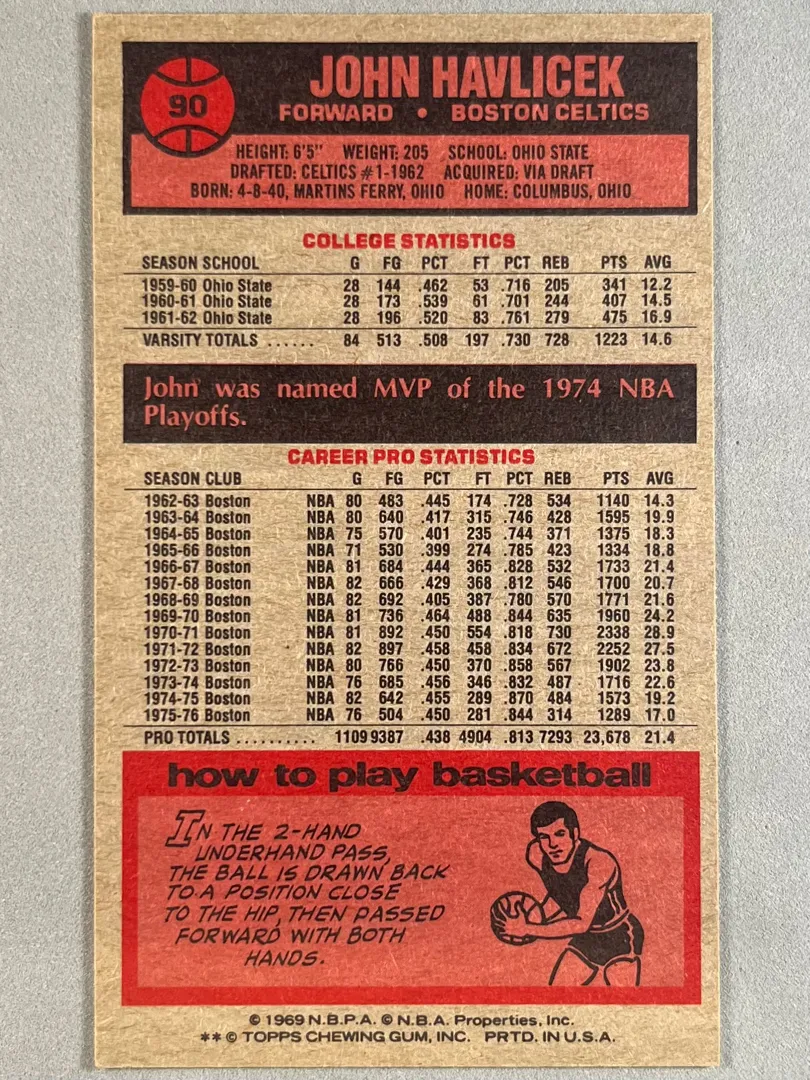 90
JOHN HAVLICEK
FORWARD • BOSTON CELTICS
HEIGHT: 6'5" WEIGHT: 205 SCHOOL: OHIO STATE
DRAFTED: CELTICS #1-1962 ACQUIRED: VIA DRAFT
BORN: 4-8-40, MARTINS FERRY, OHIO HOME: COLUMBUS, OHIO
COLLEGE STATISTICS
SEASON SCHOOL G FG PCT FT PCT REB PTS AVG
1959-60 Ohio State 28 144 .462 53 .716 205 341 12.2
1960-61 Ohio State 28 173 .539 61 .701 244 407 14.5
1961-62 Ohio State 28 196 .520 83 .761 279 475 16.9
VARSITY TOTALS ...... 84 513 .508 197 .730 728 1223 14.6
John was named MVP of the 1974 NBA
Playoffs.
CAREER PRO STATISTICS
SEASON CLUB G FG PCT FT PCT REB PTS AVG
1962-63 Boston NBA 80 483 .445 174 .728 534 1140 14.3
1963-64 Boston NBA 80 640 .417 315 .746 428 1595 19.9
1964-65 Boston NBA 75 570 .401 235 .744 371 1375 18.3
1965-66 Boston NBA 71 530 .399 274 .785 423 1334 18.8
1966-67 Boston NBA 81 684 .444 365 .828 532 1733 21.4
1967-68 Boston NBA 82 666 .429 368 .812 546 1700 20.7
1968-69 Boston NBA 82 692 .405 387 .780 570 1771 21.6
1969-70 Boston NBA 81 736 .464 488 .844 635 1960 24.2
1970-71 Boston NBA 81 892 .450 554 .818 730 2338 28.9
1971-72 Boston NBA 82 897 .458 458 .834 672 2252 27.5
1972-73 Boston NBA 80 766 .450 370 .858 567 1902 23.8
1973-74 Boston NBA 76 685 .456 346 .832 487 1716 22.6
1974-75 Boston NBA 82 642 .455 289 .870 484 1573 19.2
1975-76 Boston NBA 76 504 .450 281 .844 314 1289 17.0
PRO TOTALS .......... 1109 9387 .438 4904 .813 7293 23,678 21.4
how to play basketball
IN THE 2-HAND
UNDERHAND PASS,
THE BALL IS DRAWN BACK
TO A POSITION CLOSE
TO THE HIP, THEN PASSED
FORWARD WITH BOTH
HANDS.
© 1969 N.B.P.A. © N.B.A. Properties, Inc.
** © TOPPS CHEWING GUM, INC. PRTD. IN U.S.A.